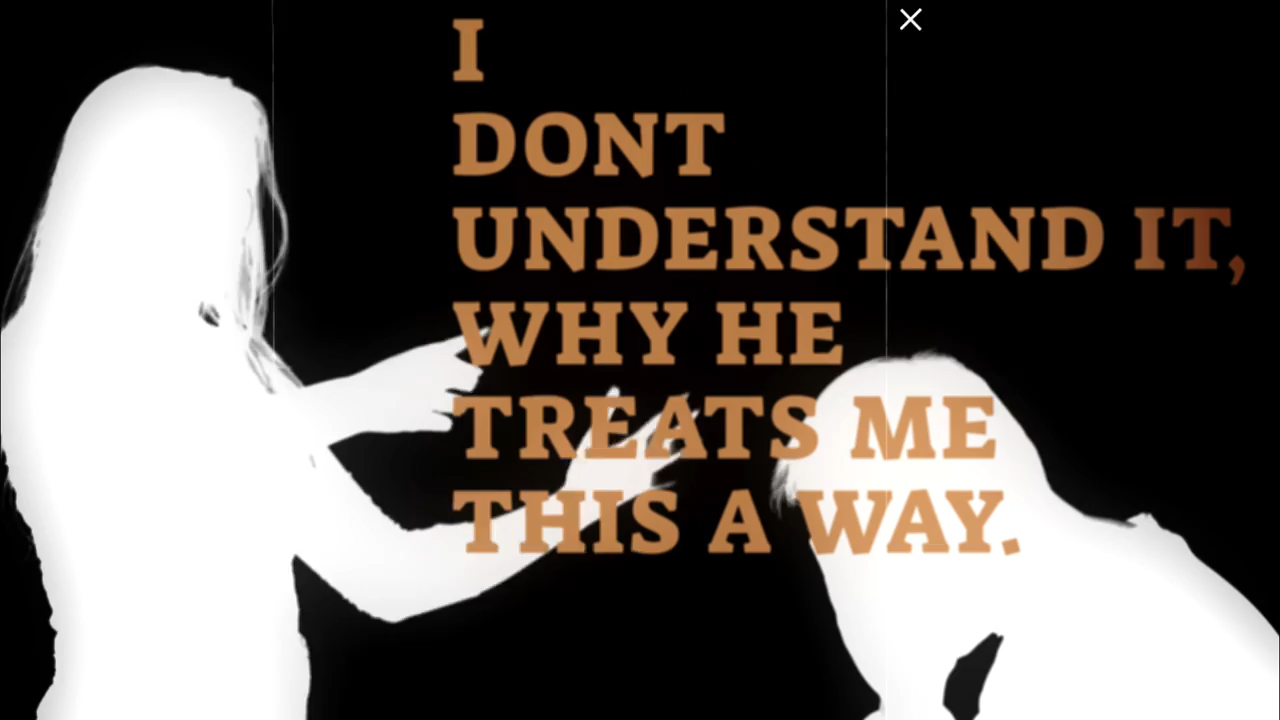 I
DONT
UNDERSTAND IT,
WHY HE
TREATS ME
THIS A WAY.